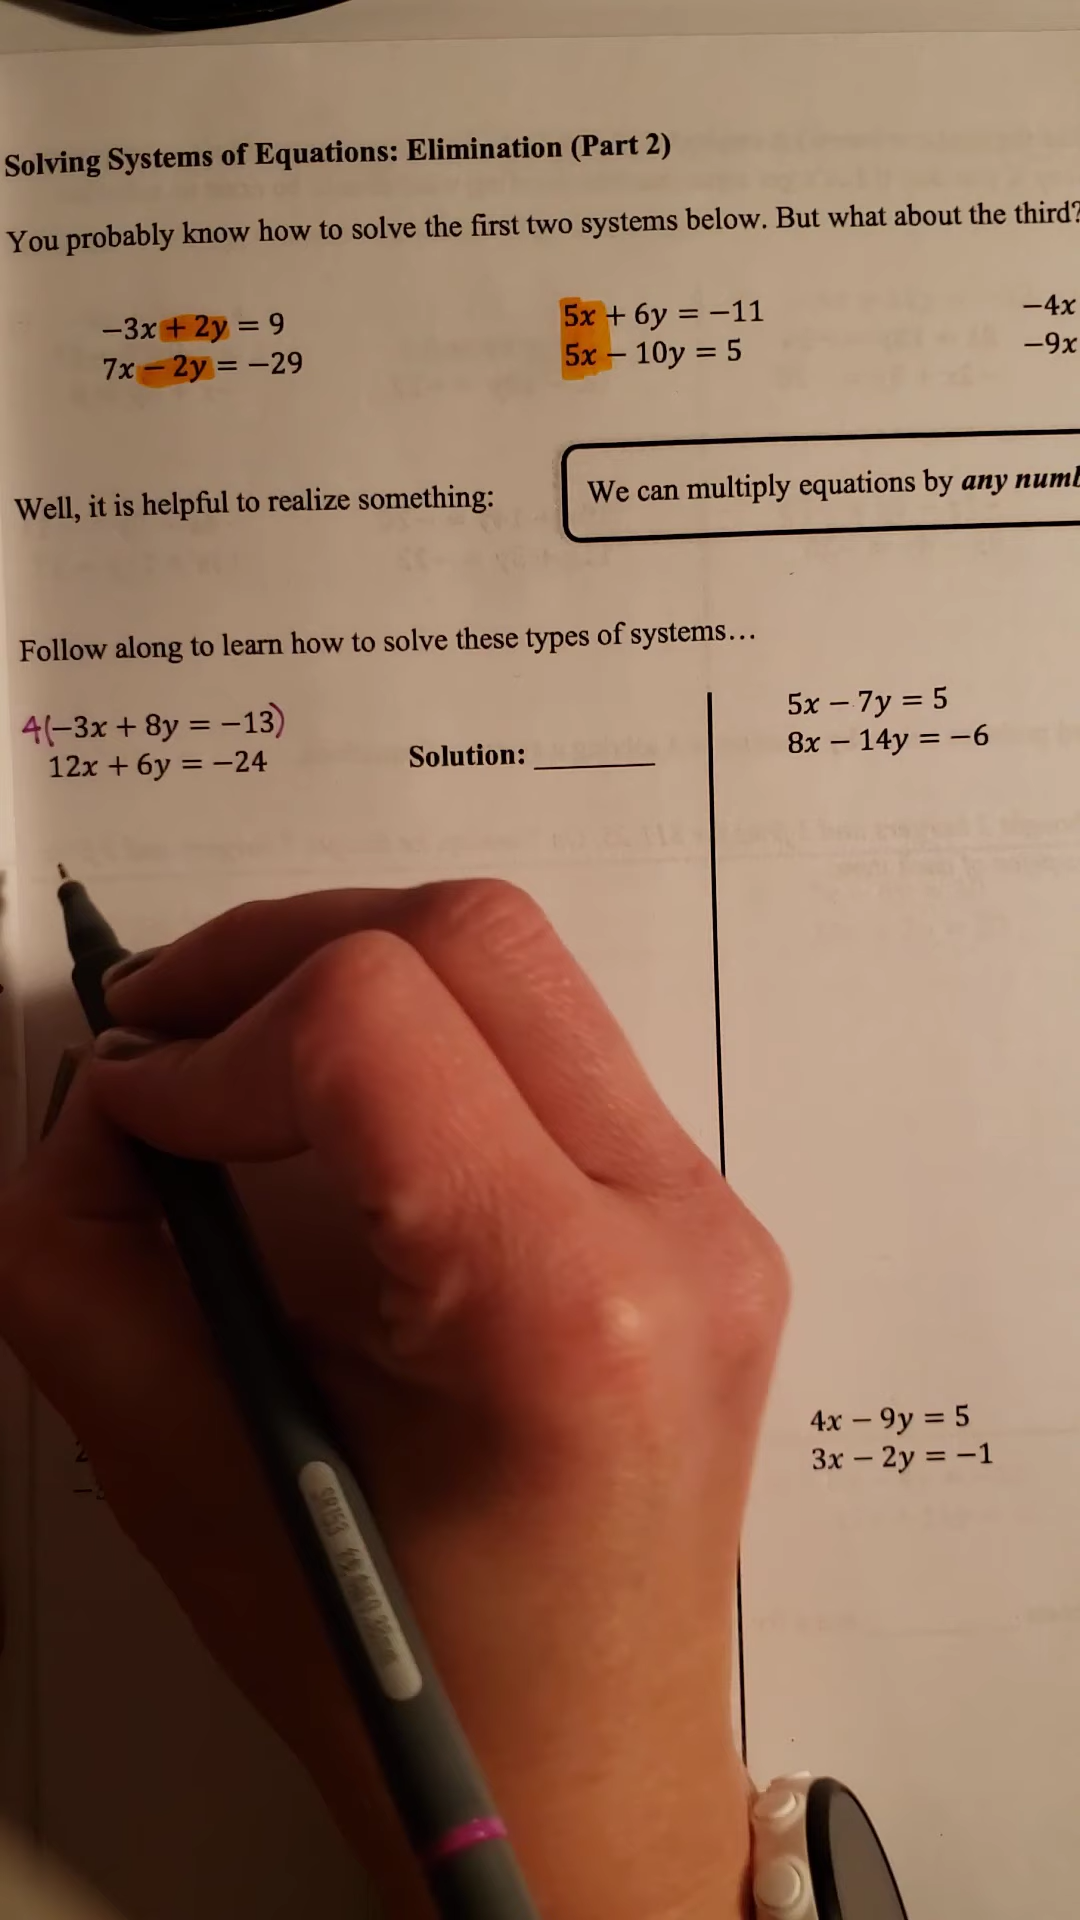 Solving Systems of Equations: Elimination (Part 2)
You probably know how to solve the first two systems below. But what about the third?
−3x + 2y = 9
7x − 2y = −29
5x + 6y = −11
5x − 10y = 5
−4x
−9x
Well, it is helpful to realize something:
We can multiply equations by any
Follow along to learn how to solve these types of systems…
4(−3x + 8y = −13)
12x + 6y = −24
Solution:
5x − 7y = 5
8x − 14y = −6
4x − 9y = 5
3x − 2y = −1